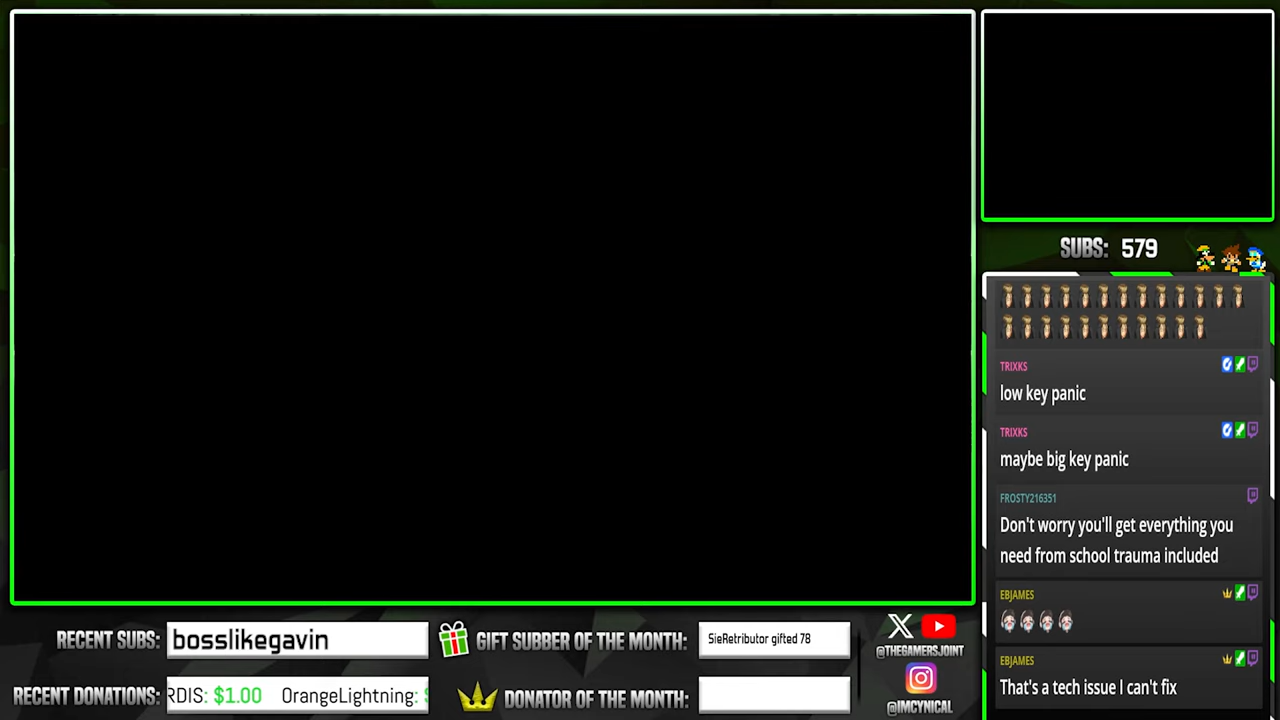 SUBS: 579
TRIXKS
low key panic
TRIXKS
maybe big key panic
FROSTY216351
Don't worry you'll get everything you
need from school trauma included
EBJAMES
EBJAMES
That's a tech issue I can't fix
RECENT SUBS: bosslikegavin
GIFT SUBBER OF THE MONTH: SieRetributor gifted 78
@THEGAMERSJOINT
RECENT DONATIONS: RDIS: $1.00 OrangeLightning:
DONATOR OF THE MONTH:
@IMCYNICAL